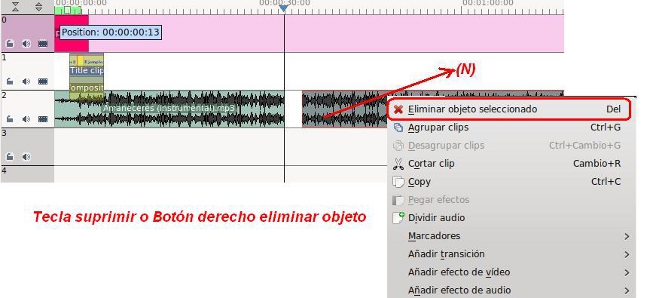 00:00:00:00 00:00:30:00 00:01:00:00
0
Position: 00:00:00:13
1
Title clip
omposit
2
Amaneceres (Instrumental).mp3
3
4
(N)
Eliminar objeto seleccionado Del
Agrupar clips Ctrl+G
Desagrupar clips Ctrl+Cambio+G
Cortar clip Cambio+R
Copy Ctrl+C
Pegar efectos
Dividir audio
Marcadores
Añadir transición
Añadir efecto de vídeo
Añadir efecto de audio
Tecla suprimir o Botón derecho eliminar objeto